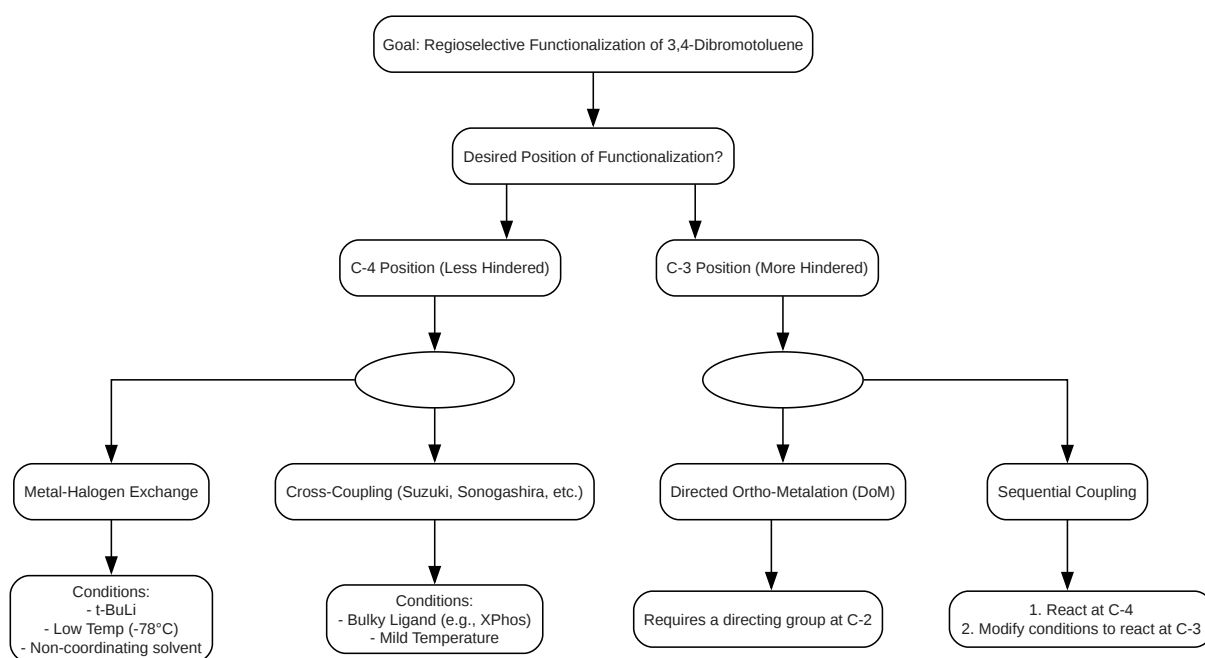 Goal: Regioselective Functionalization of 3,4-Dibromotoluene
Desired Position of Functionalization?
C-4 Position (Less Hindered)
C-3 Position (More Hindered)
Metal-Halogen Exchange
Cross-Coupling (Suzuki, Sonogashira, etc.)
Directed Ortho-Metalation (DoM)
Sequential Coupling
Conditions:
- t-BuLi
- Low Temp (-78°C)
- Non-coordinating solvent
Conditions:
- Bulky Ligand (e.g., XPhos)
- Mild Temperature
Requires a directing group at C-2
1. React at C-4
2. Modify conditions to react at C-3